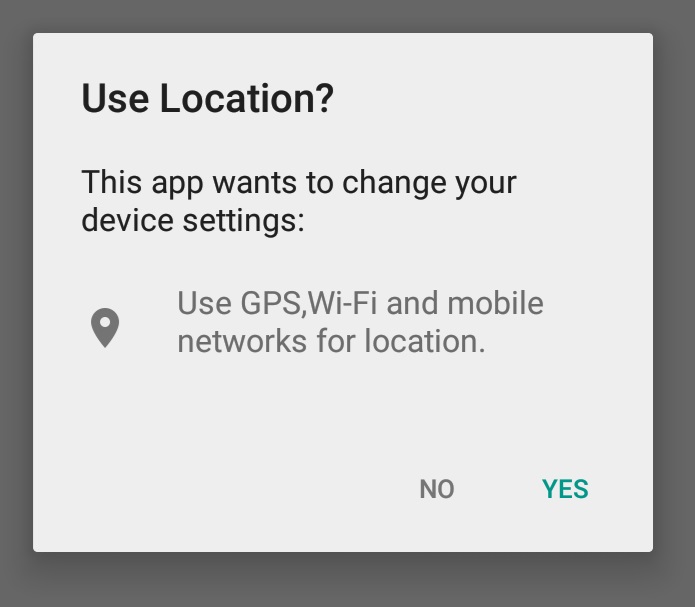 Use Location?
This app wants to change your
device settings:
Use GPS,Wi-Fi and mobile
networks for location.
NO
YES